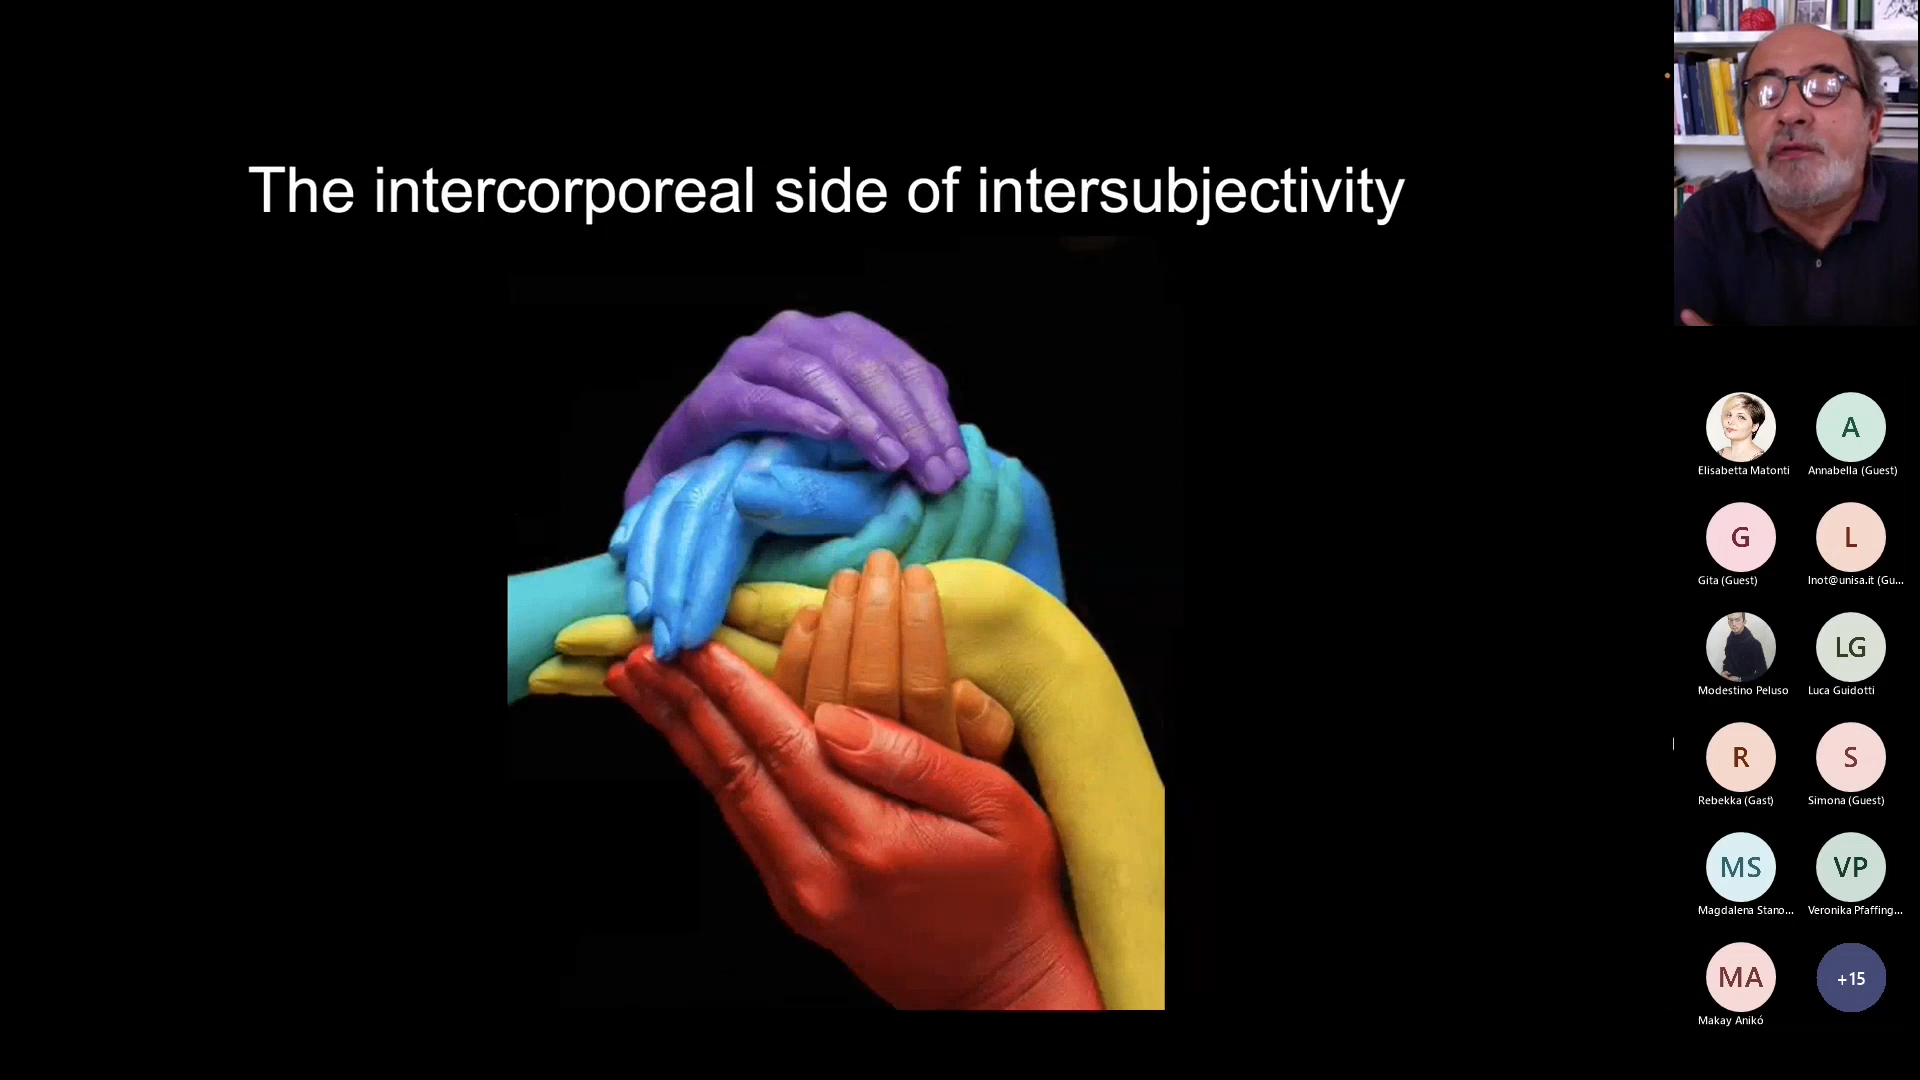 The intercorporeal side of intersubjectivity
Elisabetta Matonti
A
Annabella (Guest)
G
Gita (Guest)
L
lnot@unisa.it (Gu...
Modestino Peluso
LG
Luca Guidotti
R
Rebekka (Gast)
S
Simona (Guest)
MS
Magdalena Stano...
VP
Veronika Pfaffing...
MA
Makay Anikó
+15